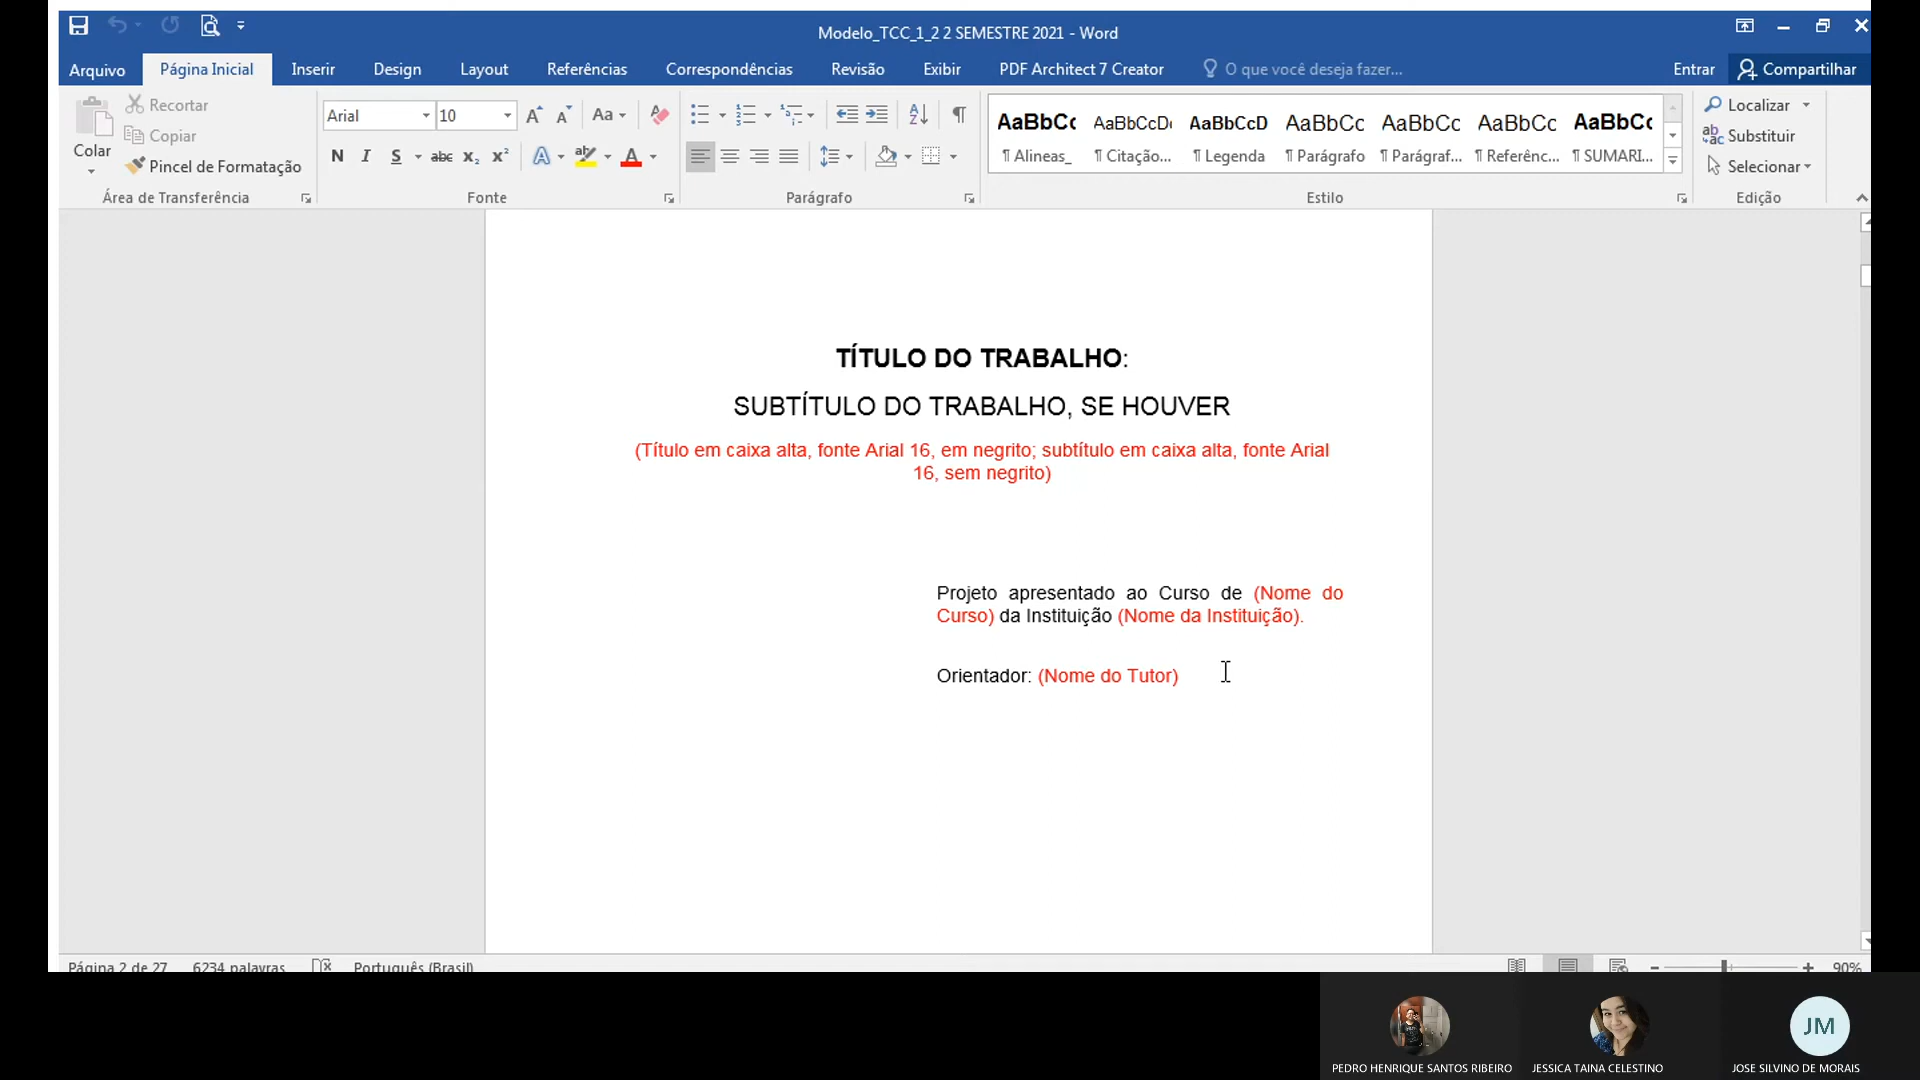 Modelo_TCC_1_2 2 SEMESTRE 2021 - Word
Arquivo Página Inicial Inserir Design Layout Referências Correspondências Revisão Exibir PDF Architect 7 Creator O que você deseja fazer... Entrar Compartilhar
Colar
Recortar
Copiar
Pincel de Formatação
Área de Transferência
Arial 10
N I S abc x₂ x²
Fonte
Parágrafo
AaBbCc AaBbCcDc AaBbCcD AaBbCc AaBbCc AaBbCc AaBbCc
¶ Alineas_ ¶ Citação... ¶ Legenda ¶ Parágrafo ¶ Parágraf... ¶ Referênc... ¶ SUMARI...
Estilo
Localizar
Substituir
Selecionar
Edição
TÍTULO DO TRABALHO:
SUBTÍTULO DO TRABALHO, SE HOUVER
(Título em caixa alta, fonte Arial 16, em negrito; subtítulo em caixa alta, fonte Arial
16, sem negrito)
Projeto apresentado ao Curso de (Nome do
Curso) da Instituição (Nome da Instituição).
Orientador: (Nome do Tutor)
Página 2 de 27 6234 palavras Português (Brasil) 90%
JM
PEDRO HENRIQUE SANTOS RIBEIRO JESSICA TAINA CELESTINO JOSE SILVINO DE MORAIS